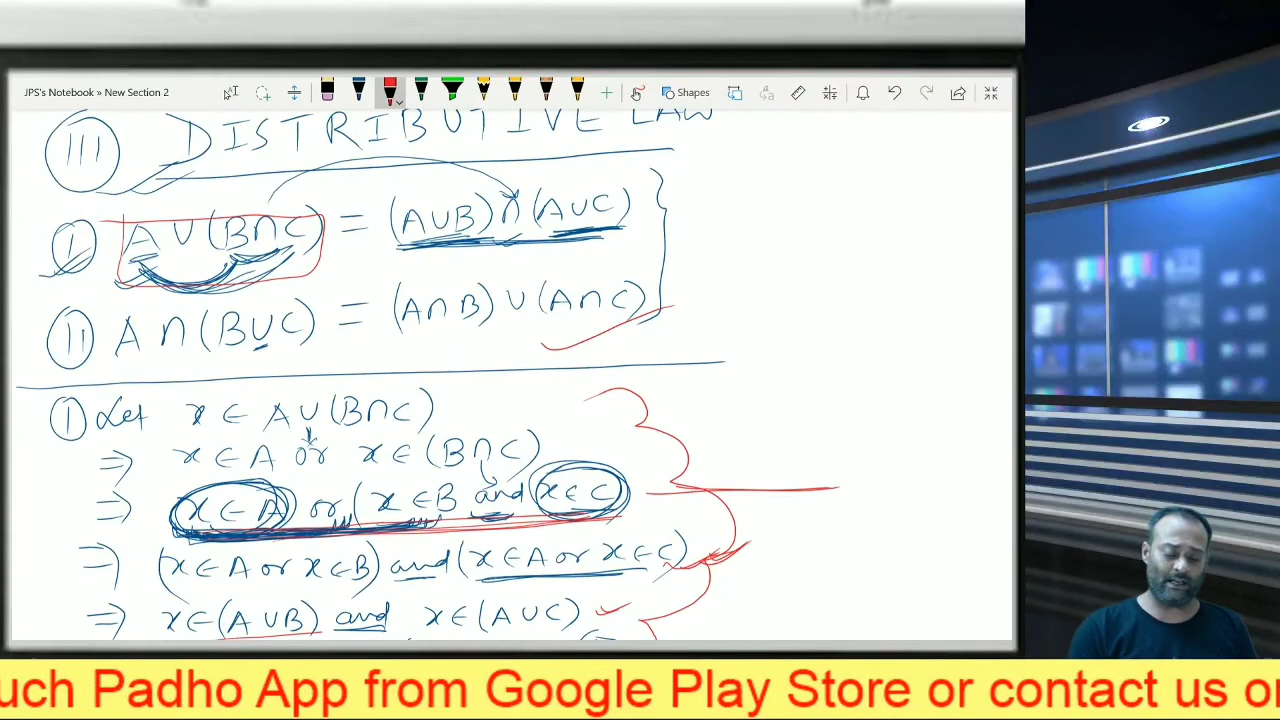 JPS's Notebook » New Section 2
Shapes
III DISTRIBUTIVE LAW
I A ∪ (B∩C) = (A∪B) ∩ (A∪C)
II A ∩ (B∪C) = (A∩B) ∪ (A∩C)
I Let x ∈ A ∪ (B∩C)
⇒ x ∈ A or x ∈ (B∩C)
⇒ x ∈ A or (x ∈ B and x ∈ C)
⇒ (x ∈ A or x ∈ B) and (x ∈ A or x ∈ C)
⇒ x ∈ (A∪B) and x ∈ (A∪C)
uch Padho App from Google Play Store or contact us o